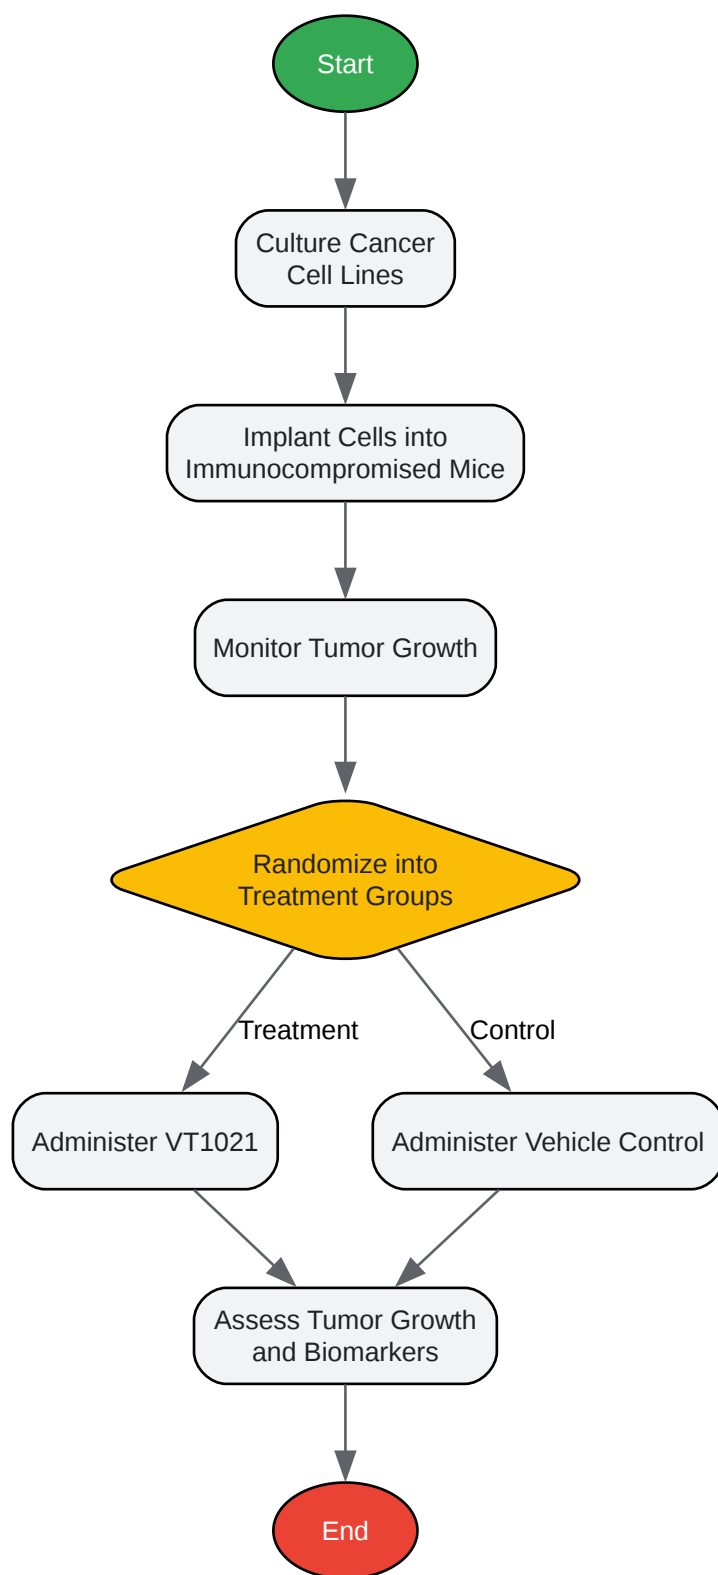 Start
Culture Cancer
Cell Lines
Implant Cells into
Immunocompromised Mice
Monitor Tumor Growth
Randomize into
Treatment Groups
Treatment
Control
Administer VT1021
Administer Vehicle Control
Assess Tumor Growth
and Biomarkers
End